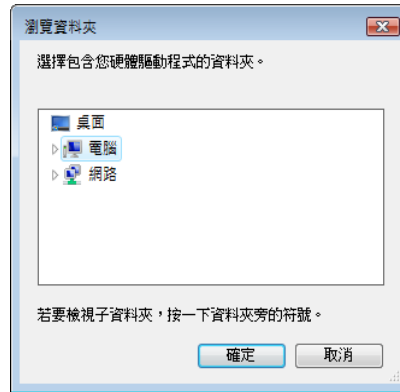 瀏覽資料夾
選擇包含您硬體驅動程式的資料夾。
桌面
電腦
網路
若要檢視子資料夾，按一下資料夾旁的符號。
確定
取消